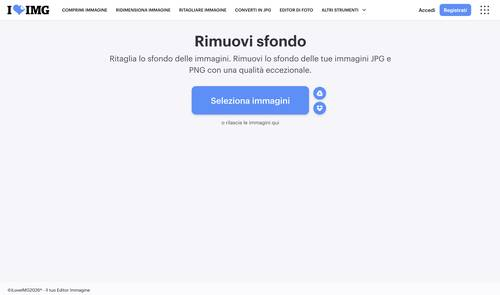 I IMG
COMPRIMI IMMAGINE RIDIMENSIONA IMMAGINE RITAGLIARE IMMAGINE CONVERTI IN JPG EDITOR DI FOTO ALTRI STRUMENTI
Accedi Registrati
Rimuovi sfondo
Ritaglia lo sfondo delle immagini. Rimuovi lo sfondo delle tue immagini JPG e
PNG con una qualità eccezionale.
Seleziona immagini
o rilascia le immagini qui
©iLoveIMG2026® - Il tuo Editor Immagine